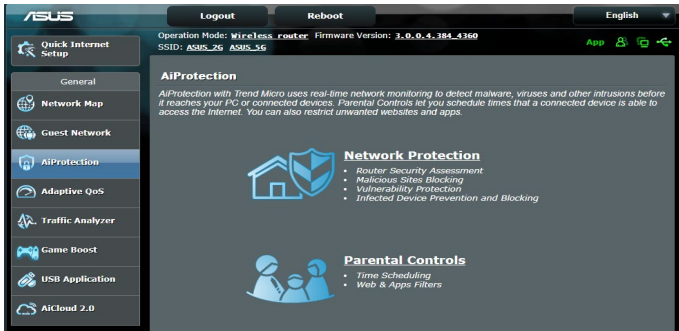 ASUS
Logout
Reboot
English
Quick Internet
Setup
Operation Mode: Wireless router Firmware Version: 3.0.0.4.384_4360
SSID: ASUS_2G ASUS_5G
App
General
Network Map
Guest Network
AiProtection
Adaptive QoS
Traffic Analyzer
Game Boost
USB Application
AiCloud 2.0
AiProtection
AiProtection with Trend Micro uses real-time network monitoring to detect malware, viruses and other intrusions before
it reaches your PC or connected devices. Parental Controls let you schedule times that a connected device is able to
access the Internet. You can also restrict unwanted websites and apps.
Network Protection
• Router Security Assessment
• Malicious Sites Blocking
• Vulnerability Protection
• Infected Device Prevention and Blocking
Parental Controls
• Time Scheduling
• Web & Apps Filters